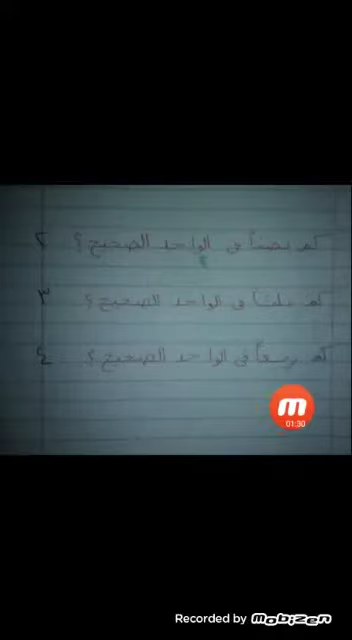 كم نصفاً في الواحد الصحيح ؟ ٢
كم ثلثاً في الواحد الصحيح ؟ ٣
كم ربعاً في الواحد الصحيح ؟ ٤
01:30
Recorded by Mobizen